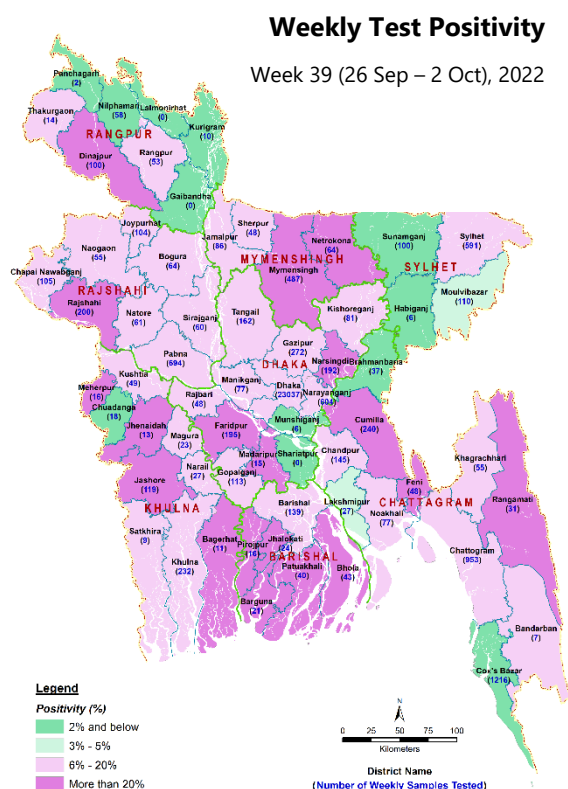 Weekly Test Positivity
Week 39 (26 Sep – 2 Oct), 2022
Panchagarh
(2)
Nilphamari
(58)
Lalmonirhat
(0)
Thakurgaon
(14)
Kurigram
(10)
RANGPUR
Dinajpur
(100)
Rangpur
(53)
Gaibandha
(0)
Joypurhat
(104)
Jamalpur
(86)
Sherpur
(48)
Netrokona
(64)
Sunamganj
(100)
Sylhet
(591)
Naogaon
(55)
Bogura
(64)
MYMENSHINGH
Mymensingh
(487)
SYLHET
Chapai Nawabganj
(105)
Moulvibazar
(110)
RAJSHAHI
Rajshahi
(200)
Natore
(61)
Sirajganj
(60)
Tangail
(162)
Kishoreganj
(81)
Habiganj
(6)
Gazipur
(272)
Pabna
(694)
DHAKA
Narsingdi
(192)
Brahmanbaria
(37)
Kushtia
(49)
Manikganj
(77)
Dhaka
(23037)
Narayanganj
(604)
Meherpur
(16)
Rajbari
(48)
Chuadanga
(18)
Munshiganj
(6)
Jhenaidah
(13)
Magura
(23)
Faridpur
(195)
Cumilla
(240)
Madaripur
(15)
Shariatpur
(0)
Chandpur
(145)
Khagrachhari
(55)
Narail
(27)
Gopalganj
(113)
Jashore
(119)
Feni
(48)
Rangamati
(31)
KHULNA
Barishal
(139)
Lakshmipur
(27)
CHATTAGRAM
Noakhali
(77)
Satkhira
(9)
Bagerhat
(11)
Pirojpur
(16)
Jhalokati
(24)
BARISHAL
Khulna
(232)
Patuakhali
(40)
Bhola
(43)
Chattogram
(953)
Barguna
(21)
Bandarban
(7)
Cox's Bazar
(1216)
Legend
Positivity (%)
2% and below
3% - 5%
6% - 20%
More than 20%
N
0 25 50 75 100
Kilometers
District Name
(Number of Weekly Samples Tested)